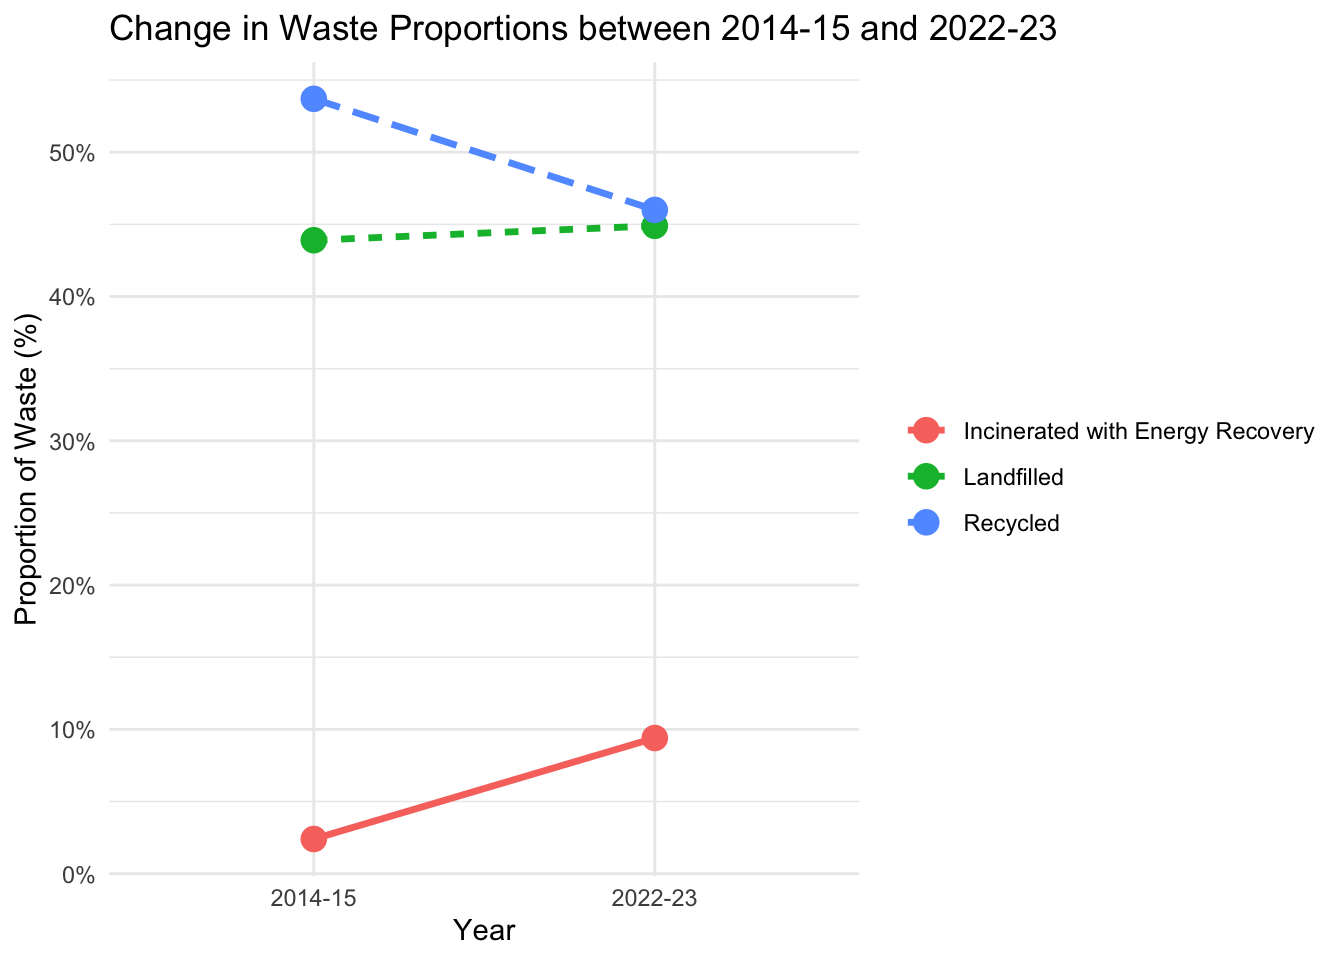 Change in Waste Proportions between 2014-15 and 2022-23
Proportion of Waste (%)
50%
40%
30%
20%
10%
0%
2014-15
2022-23
Year
Incinerated with Energy Recovery
Landfilled
Recycled